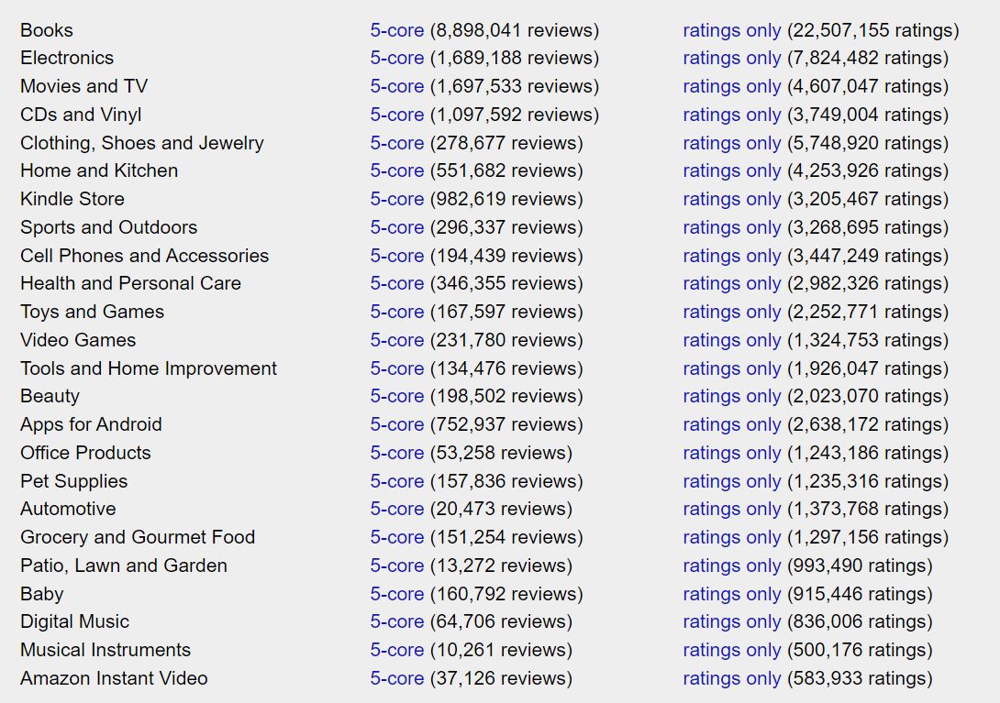 Books 5-core (8,898,041 reviews) ratings only (22,507,155 ratings)
Electronics 5-core (1,689,188 reviews) ratings only (7,824,482 ratings)
Movies and TV 5-core (1,697,533 reviews) ratings only (4,607,047 ratings)
CDs and Vinyl 5-core (1,097,592 reviews) ratings only (3,749,004 ratings)
Clothing, Shoes and Jewelry 5-core (278,677 reviews) ratings only (5,748,920 ratings)
Home and Kitchen 5-core (551,682 reviews) ratings only (4,253,926 ratings)
Kindle Store 5-core (982,619 reviews) ratings only (3,205,467 ratings)
Sports and Outdoors 5-core (296,337 reviews) ratings only (3,268,695 ratings)
Cell Phones and Accessories 5-core (194,439 reviews) ratings only (3,447,249 ratings)
Health and Personal Care 5-core (346,355 reviews) ratings only (2,982,326 ratings)
Toys and Games 5-core (167,597 reviews) ratings only (2,252,771 ratings)
Video Games 5-core (231,780 reviews) ratings only (1,324,753 ratings)
Tools and Home Improvement 5-core (134,476 reviews) ratings only (1,926,047 ratings)
Beauty 5-core (198,502 reviews) ratings only (2,023,070 ratings)
Apps for Android 5-core (752,937 reviews) ratings only (2,638,172 ratings)
Office Products 5-core (53,258 reviews) ratings only (1,243,186 ratings)
Pet Supplies 5-core (157,836 reviews) ratings only (1,235,316 ratings)
Automotive 5-core (20,473 reviews) ratings only (1,373,768 ratings)
Grocery and Gourmet Food 5-core (151,254 reviews) ratings only (1,297,156 ratings)
Patio, Lawn and Garden 5-core (13,272 reviews) ratings only (993,490 ratings)
Baby 5-core (160,792 reviews) ratings only (915,446 ratings)
Digital Music 5-core (64,706 reviews) ratings only (836,006 ratings)
Musical Instruments 5-core (10,261 reviews) ratings only (500,176 ratings)
Amazon Instant Video 5-core (37,126 reviews) ratings only (583,933 ratings)